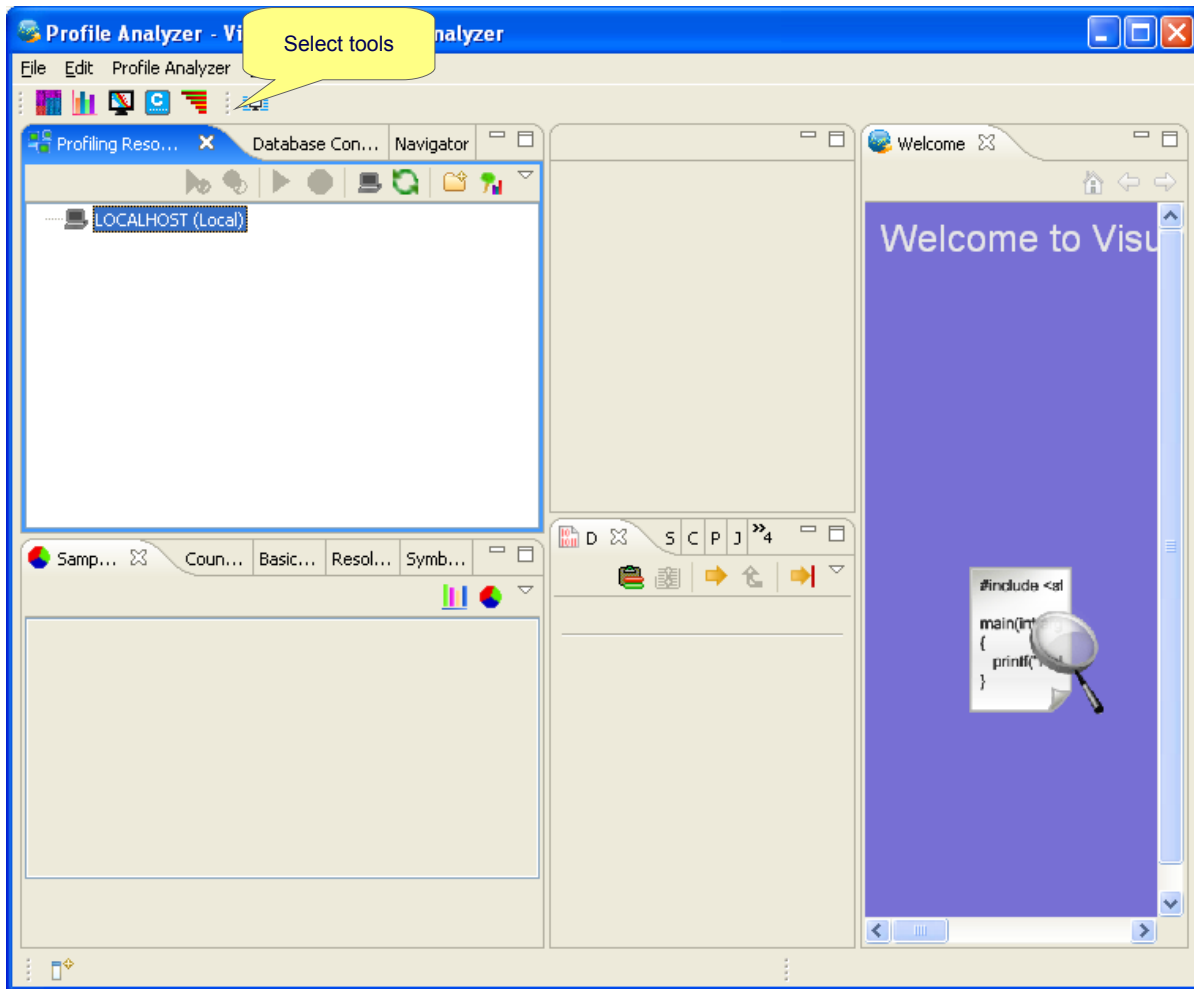 Profile Analyzer - Vi
nalyzer
Select tools
File Edit Profile Analyzer
C
Profiling Reso...
Database Con...
Navigator
Welcome
LOCALHOST (Local)
Welcome to Visu
D
S
C
P
J
»4
Samp...
Coun...
Basic...
Resol...
Symb...
#include <st
main(int
{
printf("
}